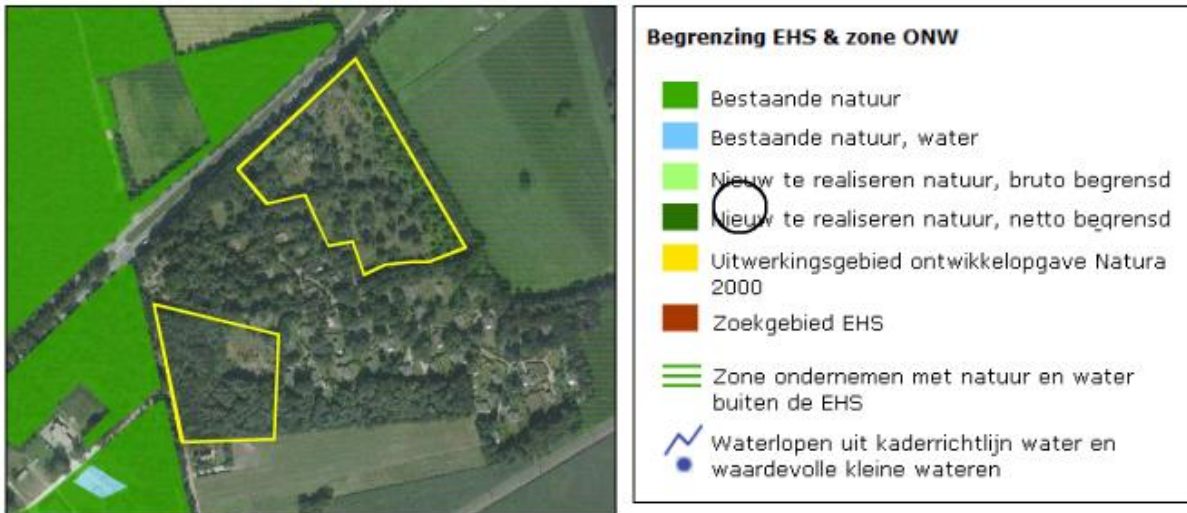 Begrenzing EHS & zone ONW
Bestaande natuur
Bestaande natuur, water
Nieuw te realiseren natuur, bruto begrensd
Nieuw te realiseren natuur, netto begrensd
Uitwerkingsgebied ontwikkelopgave Natura
2000
Zoekgebied EHS
Zone ondernemen met natuur en water
buiten de EHS
Waterlopen uit kaderrichtlijn water en
waardevolle kleine wateren